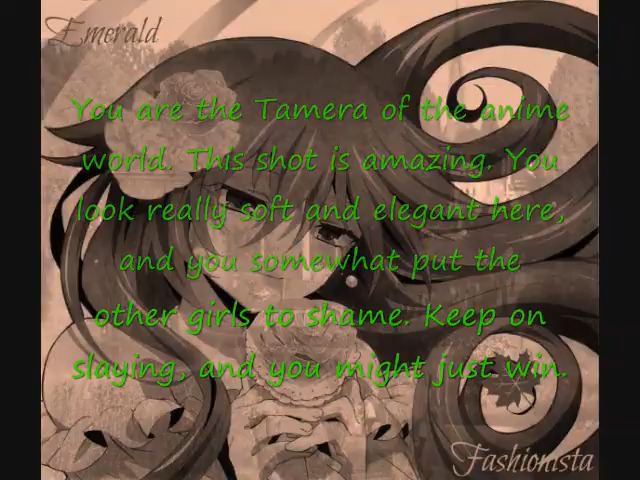 Emerald
You are the Tamera of the anime
world. This shot is amazing. You
look really soft and elegant here,
and you somewhat put the
other girls to shame. Keep on
slaying, and you might just win.
Fashionista